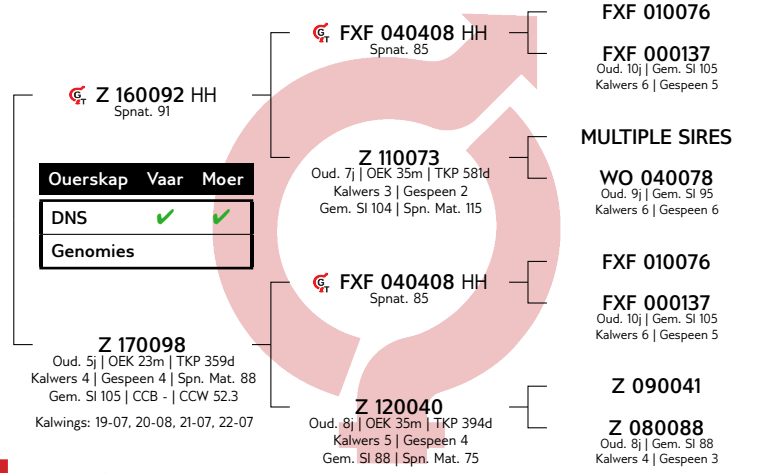 FXF 010076
GT FXF 040408 HH
Spnat. 85
FXF 000137
Oud. 10j | Gem. SI 105
Kalwers 6 | Gespeen 5
GT Z 160092 HH
Spnat. 91
MULTIPLE SIRES
Z 110073
Oud. 7j | OEK 35m | TKP 581d
Kalwers 3 | Gespeen 2
Gem. SI 104 | Spn. Mat. 115
WO 040078
Oud. 9j | Gem. SI 95
Kalwers 6 | Gespeen 6
Ouerskap Vaar Moer
DNS ✔ ✔
Genomies
FXF 010076
GT FXF 040408 HH
Spnat. 85
FXF 000137
Oud. 10j | Gem. SI 105
Kalwers 6 | Gespeen 5
Z 170098
Oud. 5j | OEK 23m | TKP 359d
Kalwers 4 | Gespeen 4 | Spn. Mat. 88
Gem. SI 105 | CCB - | CCW 52.3
Kalwings: 19-07, 20-08, 21-07, 22-07
Z 090041
Z 120040
Oud. 8j | OEK 35m | TKP 394d
Kalwers 5 | Gespeen 4
Gem. SI 88 | Spn. Mat. 75
Z 080088
Oud. 8j | Gem. SI 88
Kalwers 4 | Gespeen 3